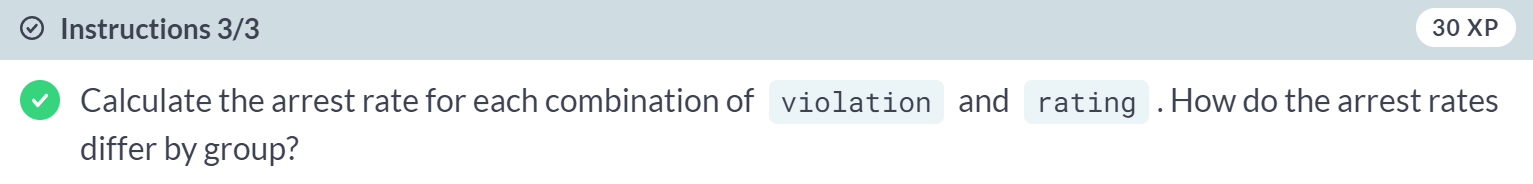 Instructions 3/3
30 XP
Calculate the arrest rate for each combination of violation and rating . How do the arrest rates
differ by group?